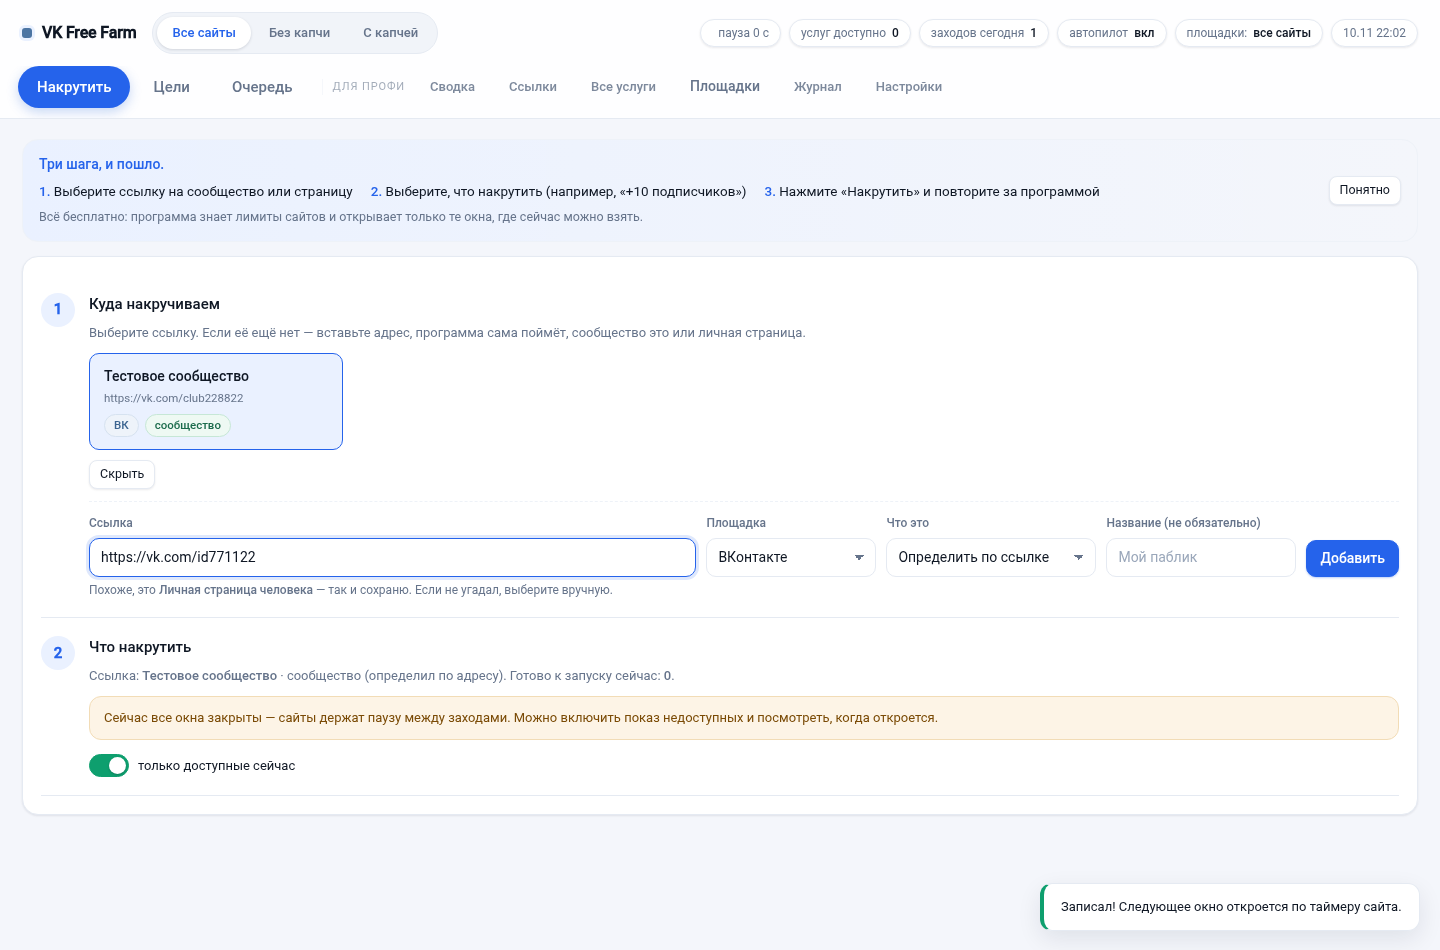 VK Free Farm
Все сайты
Без капчи
С капчей
пауза 0 с
услуг доступно 0
заходов сегодня 1
автопилот вкл
площадки: все сайты
10.11 22:02
Накрутить
Цели
Очередь
ДЛЯ ПРОФИ
Сводка
Ссылки
Все услуги
Площадки
Журнал
Настройки
Три шага, и пошло.
1. Выберите ссылку на сообщество или страницу
2. Выберите, что накрутить (например, «+10 подписчиков»)
3. Нажмите «Накрутить» и повторите за программой
Всё бесплатно: программа знает лимиты сайтов и открывает только те окна, где сейчас можно взять.
Понятно
1
Куда накручиваем
Выберите ссылку. Если её ещё нет — вставьте адрес, программа сама поймёт, сообщество это или личная страница.
Тестовое сообщество
https://vk.com/club228822
ВК
сообщество
Скрыть
Ссылка
Площадка
Что это
Название (не обязательно)
https://vk.com/id771122
ВКонтакте
Определить по ссылке
Мой паблик
Добавить
Похоже, это Личная страница человека — так и сохраню. Если не угадал, выберите вручную.
2
Что накрутить
Ссылка: Тестовое сообщество · сообщество (определил по адресу). Готово к запуску сейчас: 0.
Сейчас все окна закрыты — сайты держат паузу между заходами. Можно включить показ недоступных и посмотреть, когда откроется.
только доступные сейчас
Записал! Следующее окно откроется по таймеру сайта.